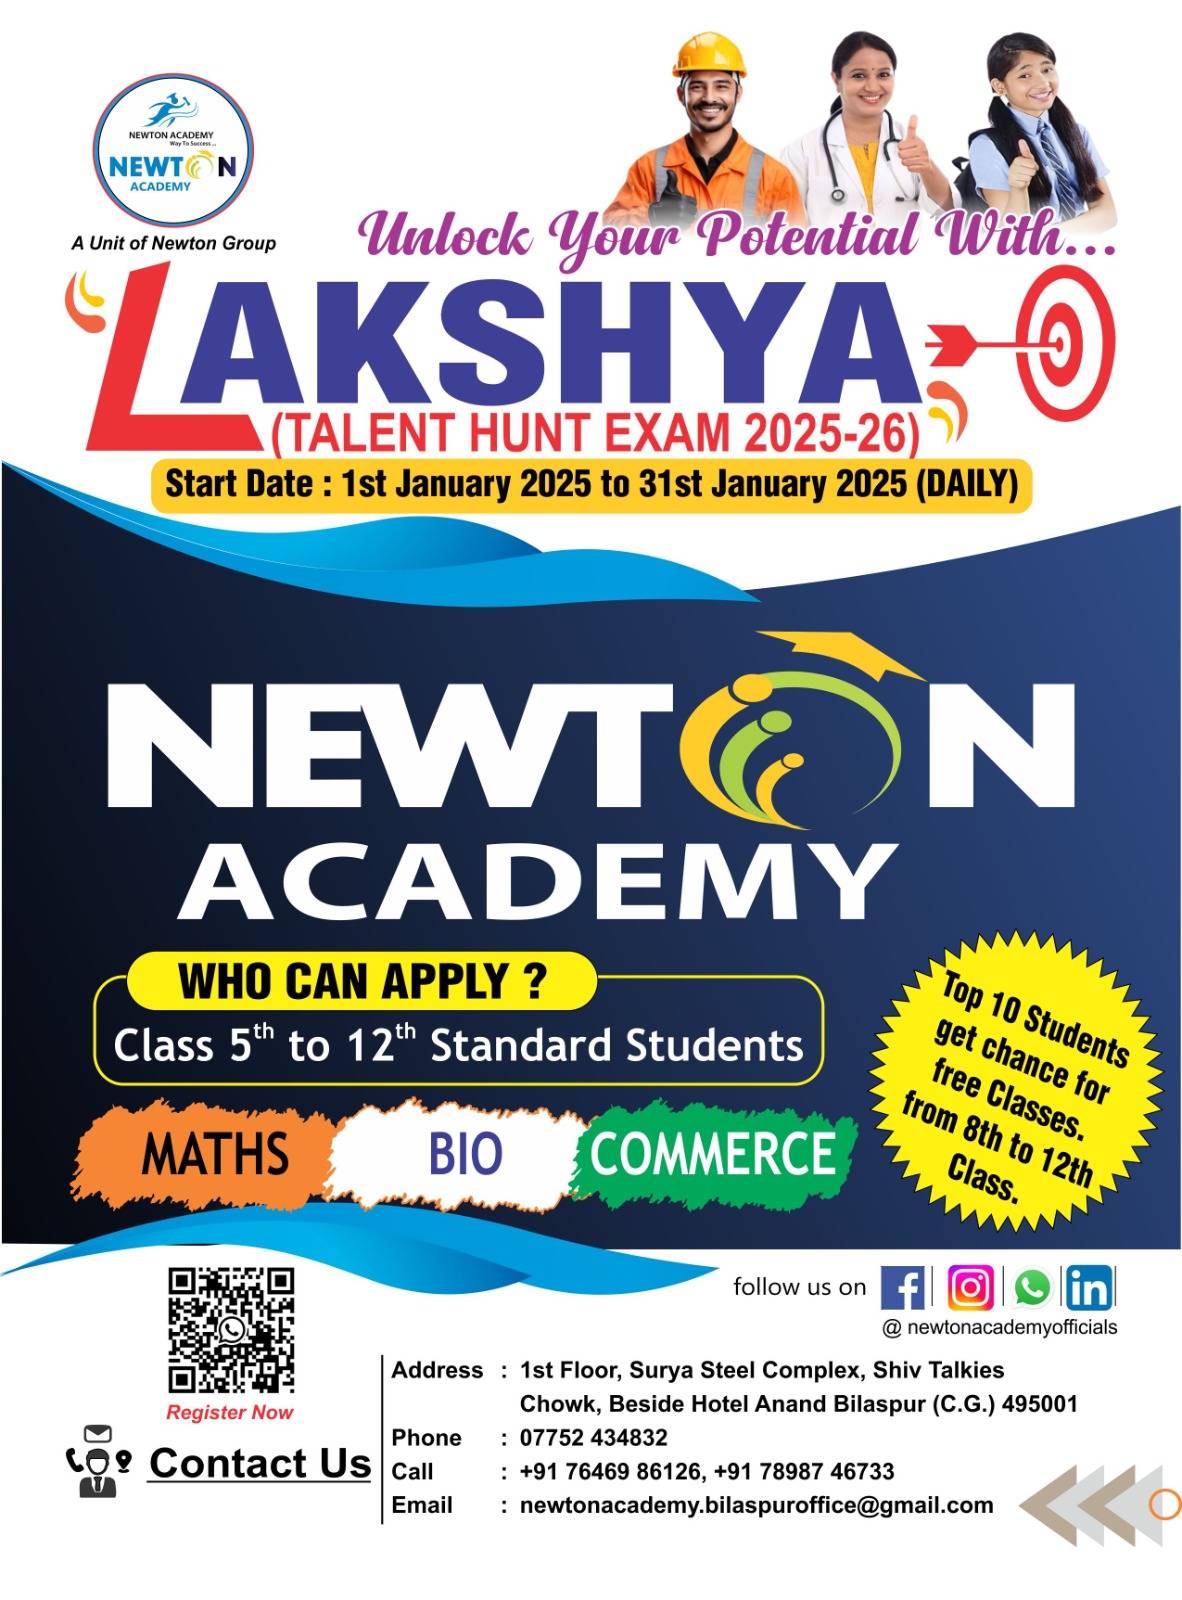 NEWTON ACADEMY
Way To Success ...
NEWTON
ACADEMY
A Unit of Newton Group
Unlock Your Potential With...
LAKSHYA
(TALENT HUNT EXAM 2025-26)
Start Date : 1st January 2025 to 31st January 2025 (DAILY)
NEWTON
ACADEMY
WHO CAN APPLY ?
Class 5th to 12th Standard Students
MATHS BIO COMMERCE
Top 10 Students
get chance for
free Classes.
from 8th to 12th
Class.
follow us on
@ newtonacademyofficials
Register Now
Contact Us
Address : 1st Floor, Surya Steel Complex, Shiv Talkies
Chowk, Beside Hotel Anand Bilaspur (C.G.) 495001
Phone : 07752 434832
Call : +91 76469 86126, +91 78987 46733
Email : newtonacademy.bilaspuroffice@gmail.com